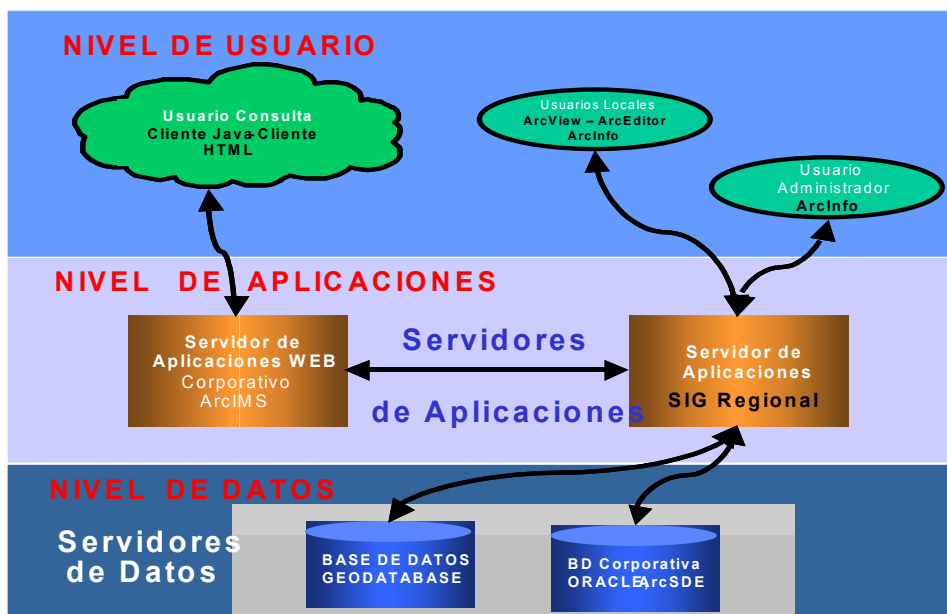 NIVEL DE USUARIO
Usuario Consulta
Cliente Java-Cliente
HTML
Usuarios Locales
ArcView – ArcEditor
ArcInfo
Usuario
Administrador
ArcInfo
NIVEL DE APLICACIONES
Servidor de
Aplicaciones WEB
Corporativo
ArcIMS
Servidores
de Aplicaciones
Servidor de
Aplicaciones
SIG Regional
NIVEL DE DATOS
Servidores
de Datos
BASE DE DATOS
GEODATABASE
BD Corporativa
ORACLE,ArcSDE